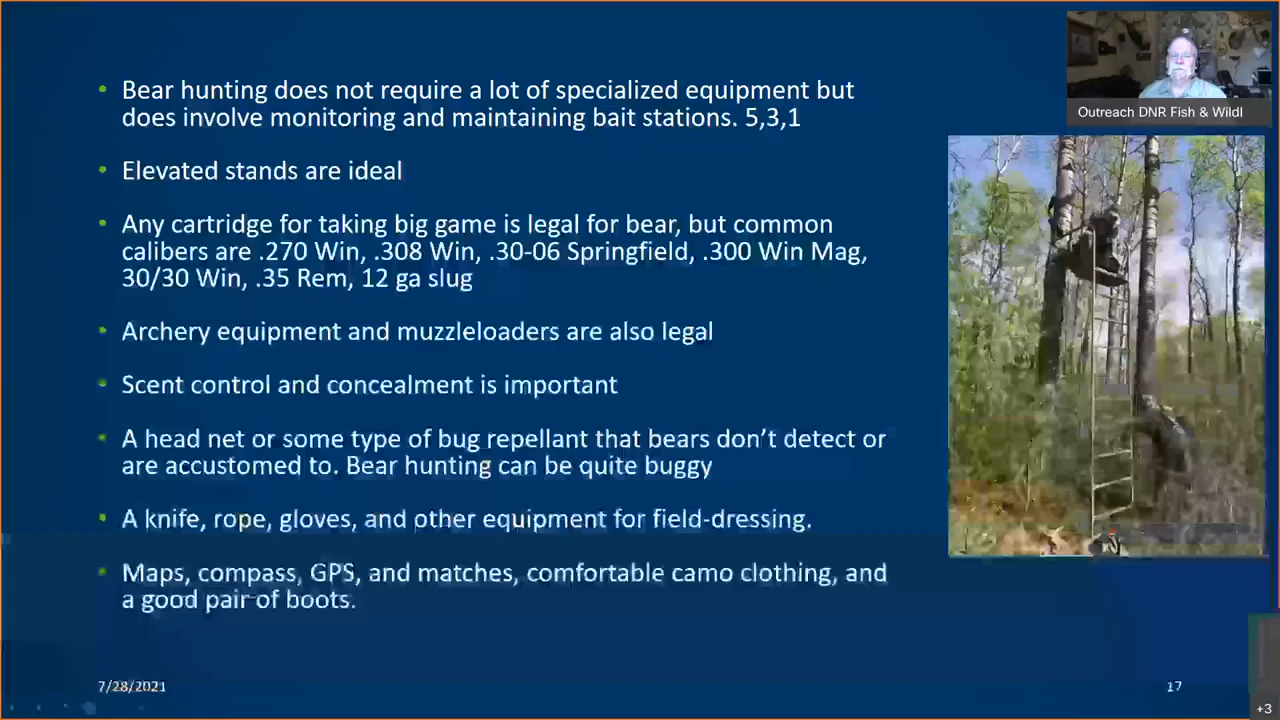 Outreach DNR Fish & Wildl
• Bear hunting does not require a lot of specialized equipment but
does involve monitoring and maintaining bait stations. 5,3,1
• Elevated stands are ideal
• Any cartridge for taking big game is legal for bear, but common
calibers are .270 Win, .308 Win, .30-06 Springfield, .300 Win Mag,
30/30 Win, .35 Rem, 12 ga slug
• Archery equipment and muzzleloaders are also legal
• Scent control and concealment is important
• A head net or some type of bug repellant that bears don’t detect or
are accustomed to. Bear hunting can be quite buggy
• A knife, rope, gloves, and other equipment for field-dressing.
• Maps, compass, GPS, and matches, comfortable camo clothing, and
a good pair of boots.
7/28/2021
17
+3